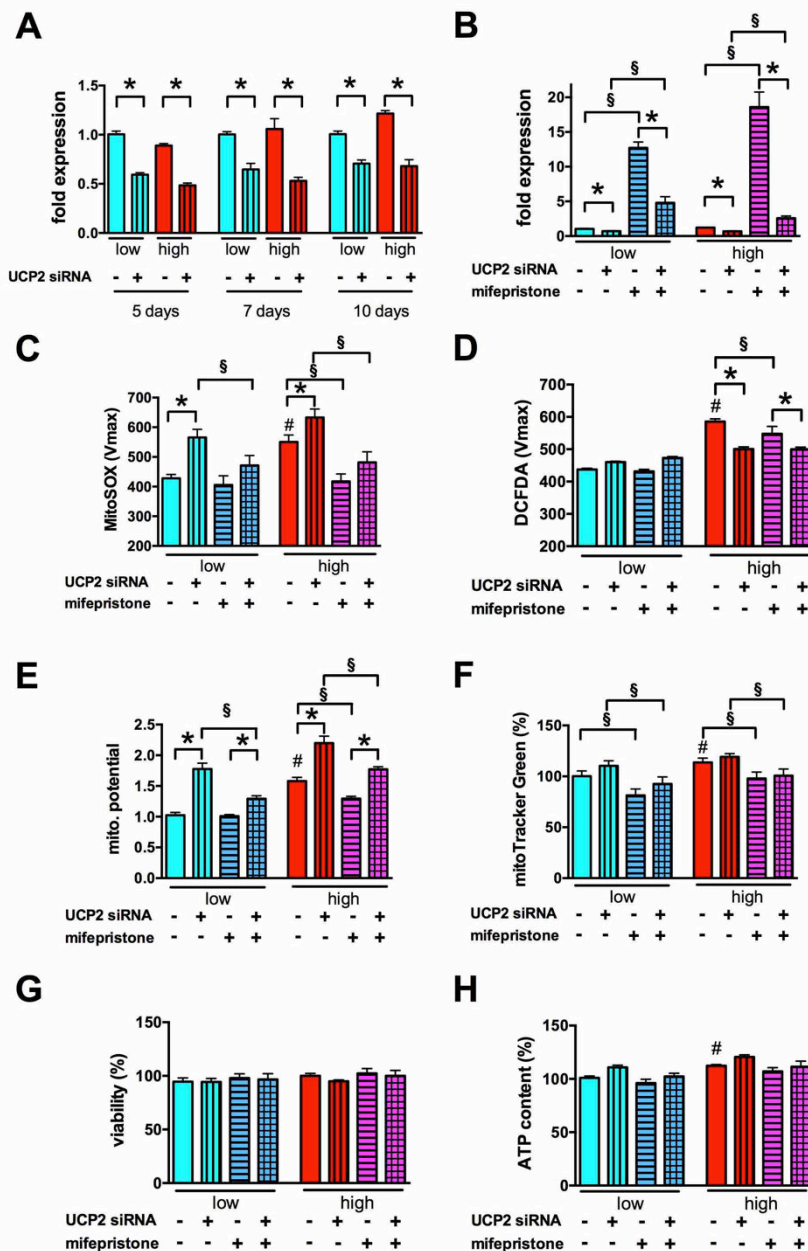 A
fold expression
1.5
1.0
0.5
0.0
* * * * * *
low high low high low high
UCP2 siRNA - + - + - + - + - + - +
5 days 7 days 10 days
B
fold expression
20
15
10
5
0
§ §
§ §
* * * *
low high
UCP2 siRNA - + - + - + - +
mifepristone - - + + - - + +
C
MitoSOX (Vmax)
700
600
500
400
300
200
§ §
§
* *
#
low high
UCP2 siRNA - + - + - + - +
mifepristone - - + + - - + +
D
DCFDA (Vmax)
700
600
500
400
300
200
§
* *
#
low high
UCP2 siRNA - + - + - + - +
mifepristone - - + + - - + +
E
mito. potential
2.5
2.0
1.5
1.0
0.5
0.0
§ §
§
* * * *
#
low high
UCP2 siRNA - + - + - + - +
mifepristone - - + + - - + +
F
mitoTracker Green (%)
150
100
50
0
§ §
§ §
#
low high
UCP2 siRNA - + - + - + - +
mifepristone - - + + - - + +
G
viability (%)
150
100
50
0
low high
UCP2 siRNA - + - + - + - +
mifepristone - - + + - - + +
H
ATP content (%)
150
100
50
0
#
low high
UCP2 siRNA - + - + - + - +
mifepristone - - + + - - + +